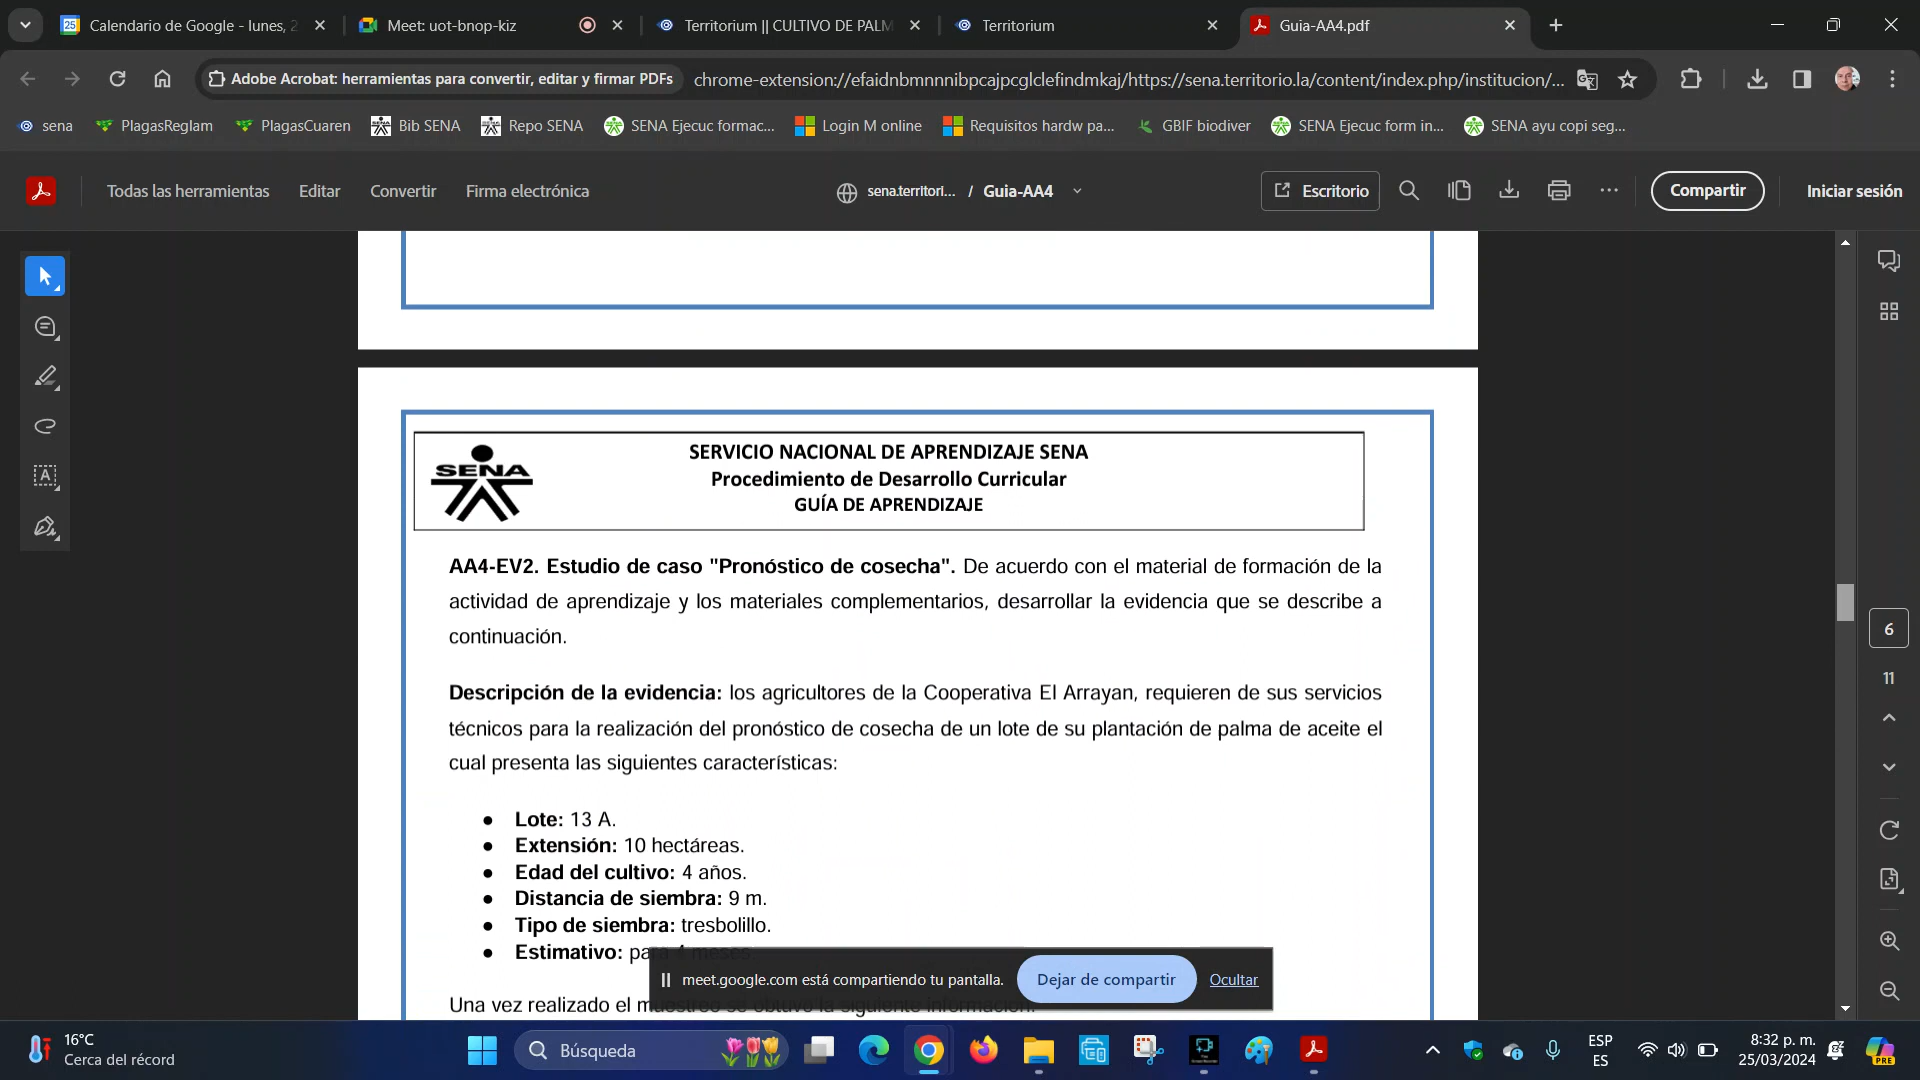 Calendario de Google - lunes, 2
Meet: uot-bnop-kiz
Territorium || CULTIVO DE PALM
Territorium
Guia-AA4.pdf
Adobe Acrobat: herramientas para convertir, editar y firmar PDFs
chrome-extension://efaidnbmnnnibpcajpcglclefindmkaj/https://sena.territorio.la/content/index.php/institucion/...
sena
PlagasReglam
PlagasCuaren
Bib SENA
Repo SENA
SENA Ejecuc formac...
Login M online
Requisitos hardw pa...
GBIF biodiver
SENA Ejecuc form in...
SENA ayu copi seg...
Todas las herramientas
Editar
Convertir
Firma electrónica
sena.territori... / Guia-AA4
Escritorio
Compartir
Iniciar sesión
SENA
SERVICIO NACIONAL DE APRENDIZAJE SENA
Procedimiento de Desarrollo Curricular
GUÍA DE APRENDIZAJE
AA4-EV2. Estudio de caso "Pronóstico de cosecha". De acuerdo con el material de formación de la
actividad de aprendizaje y los materiales complementarios, desarrollar la evidencia que se describe a
continuación.
Descripción de la evidencia: los agricultores de la Cooperativa El Arrayan, requieren de sus servicios
técnicos para la realización del pronóstico de cosecha de un lote de su plantación de palma de aceite el
cual presenta las siguientes características:
● Lote: 13 A.
● Extensión: 10 hectáreas.
● Edad del cultivo: 4 años.
● Distancia de siembra: 9 m.
● Tipo de siembra: tresbolillo.
● Estimativo: para 4 meses.
Una vez realizado el muestreo se obtuvo la siguiente información:
6
11
meet.google.com está compartiendo tu pantalla.
Dejar de compartir
Ocultar
16°C
Cerca del récord
Búsqueda
ESP
ES
8:32 p. m.
25/03/2024
PRE